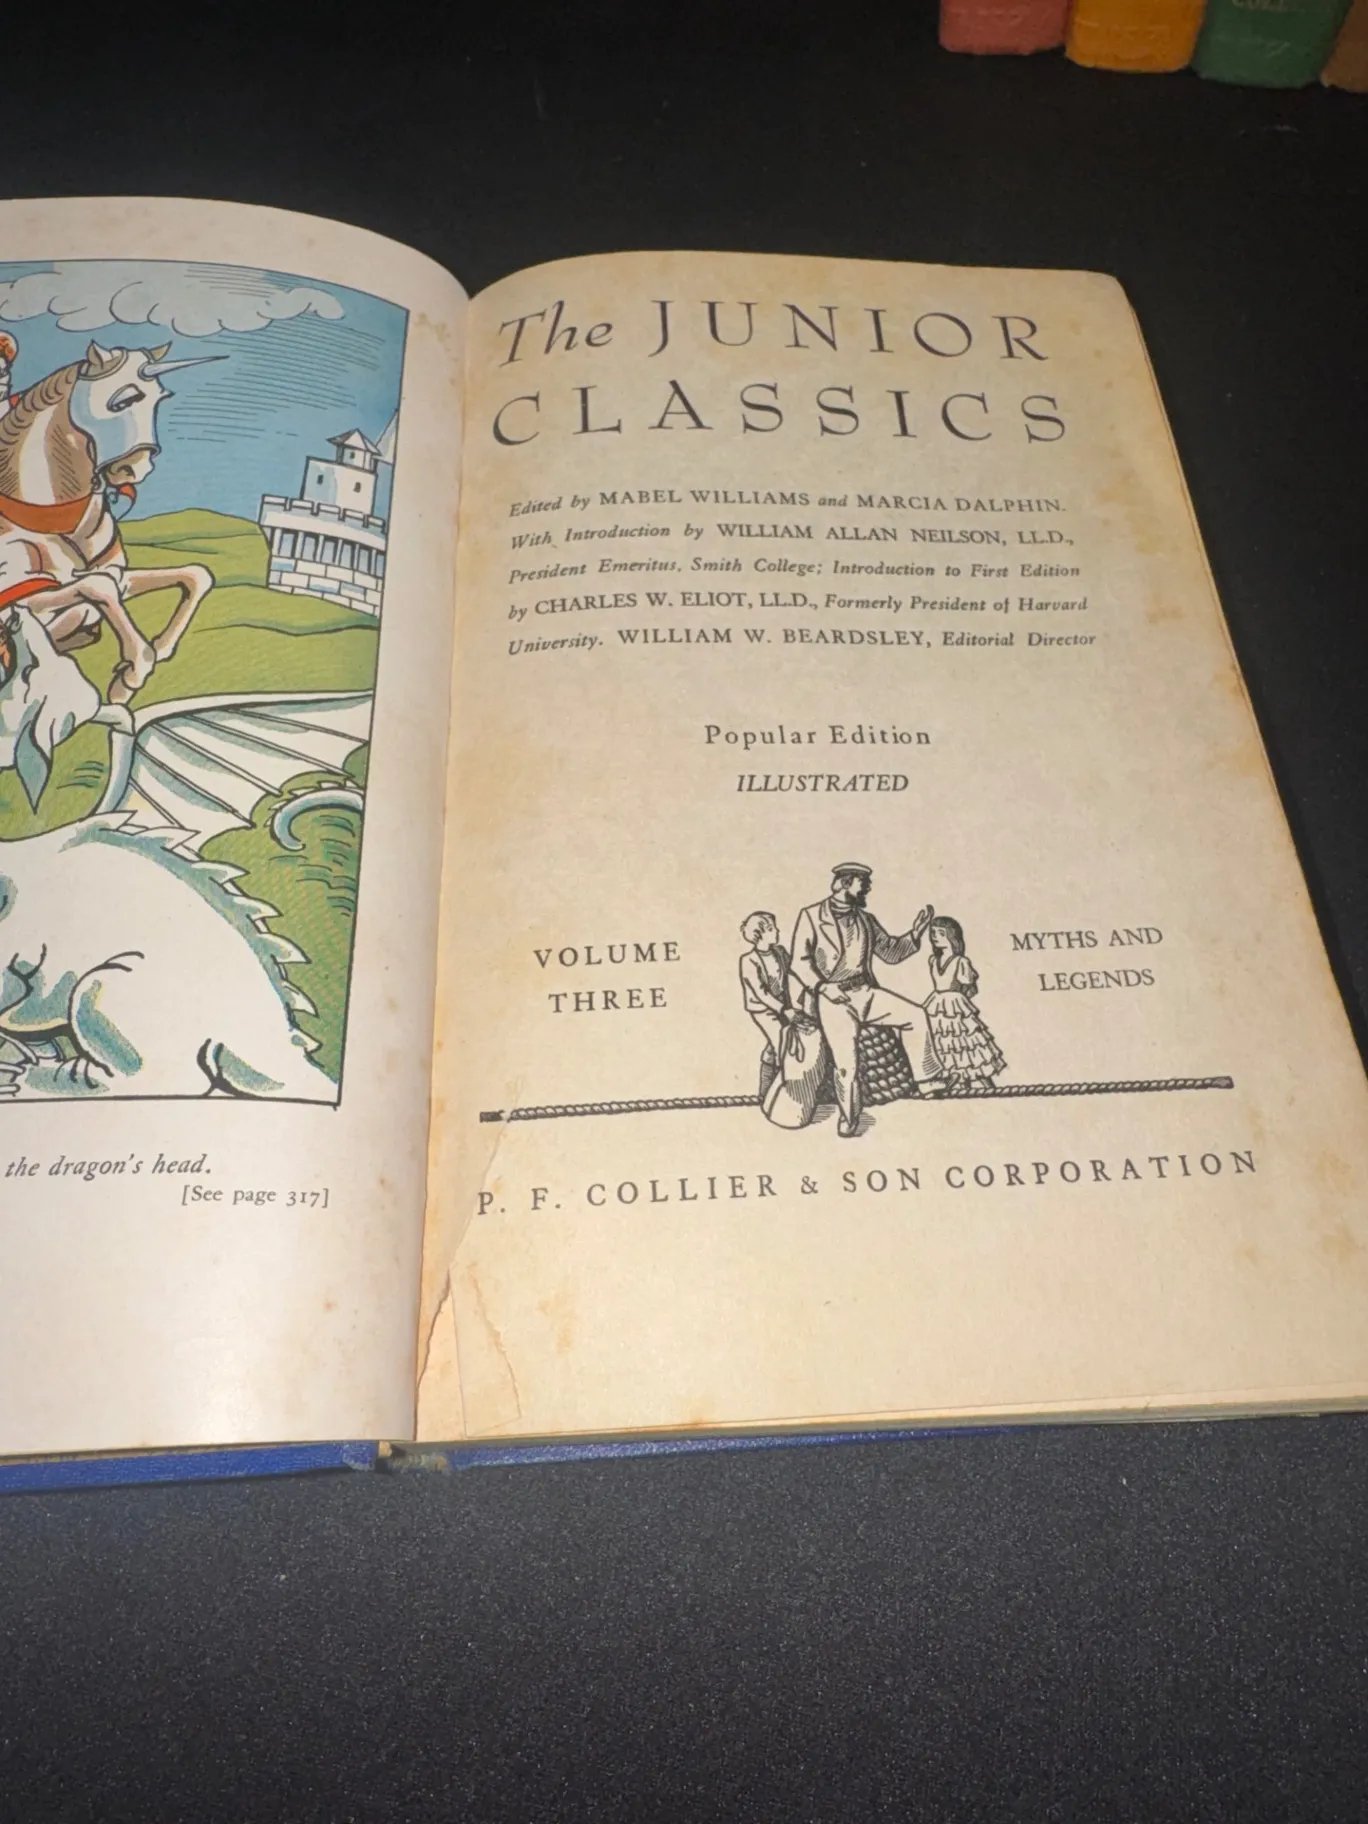 the dragon's head.
[See page 317]
The JUNIOR
CLASSICS
Edited by MABEL WILLIAMS and MARCIA DALPHIN.
With Introduction by WILLIAM ALLAN NEILSON, LL.D.,
President Emeritus, Smith College; Introduction to First Edition
by CHARLES W. ELIOT, LL.D., Formerly President of Harvard
University. WILLIAM W. BEARDSLEY, Editorial Director
Popular Edition
ILLUSTRATED
VOLUME
THREE
MYTHS AND
LEGENDS
P. F. COLLIER & SON CORPORATION